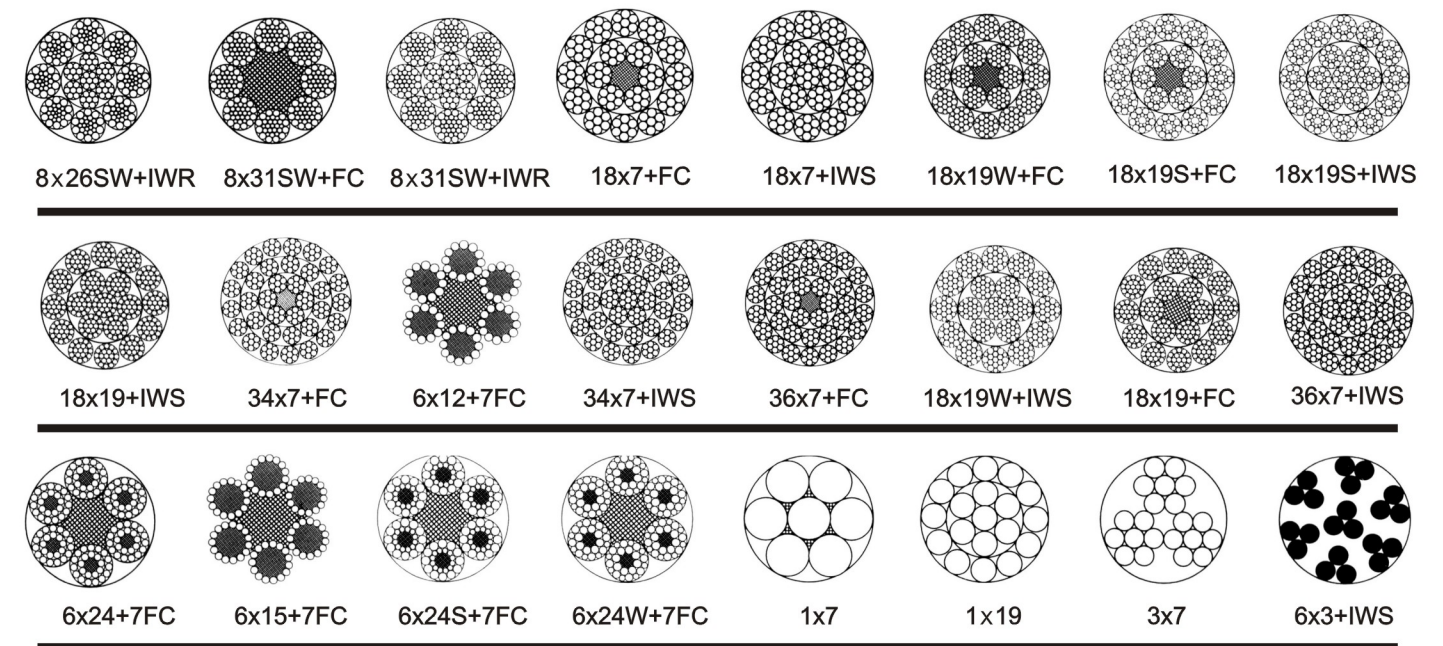 8x26SW+IWR 8x31SW+FC 8x31SW+IWR 18x7+FC 18x7+IWS 18x19W+FC 18x19S+FC 18x19S+IWS
18x19+IWS 34x7+FC 6x12+7FC 34x7+IWS 36x7+FC 18x19W+IWS 18x19+FC 36x7+IWS
6x24+7FC 6x15+7FC 6x24S+7FC 6x24W+7FC 1x7 1x19 3x7 6x3+IWS